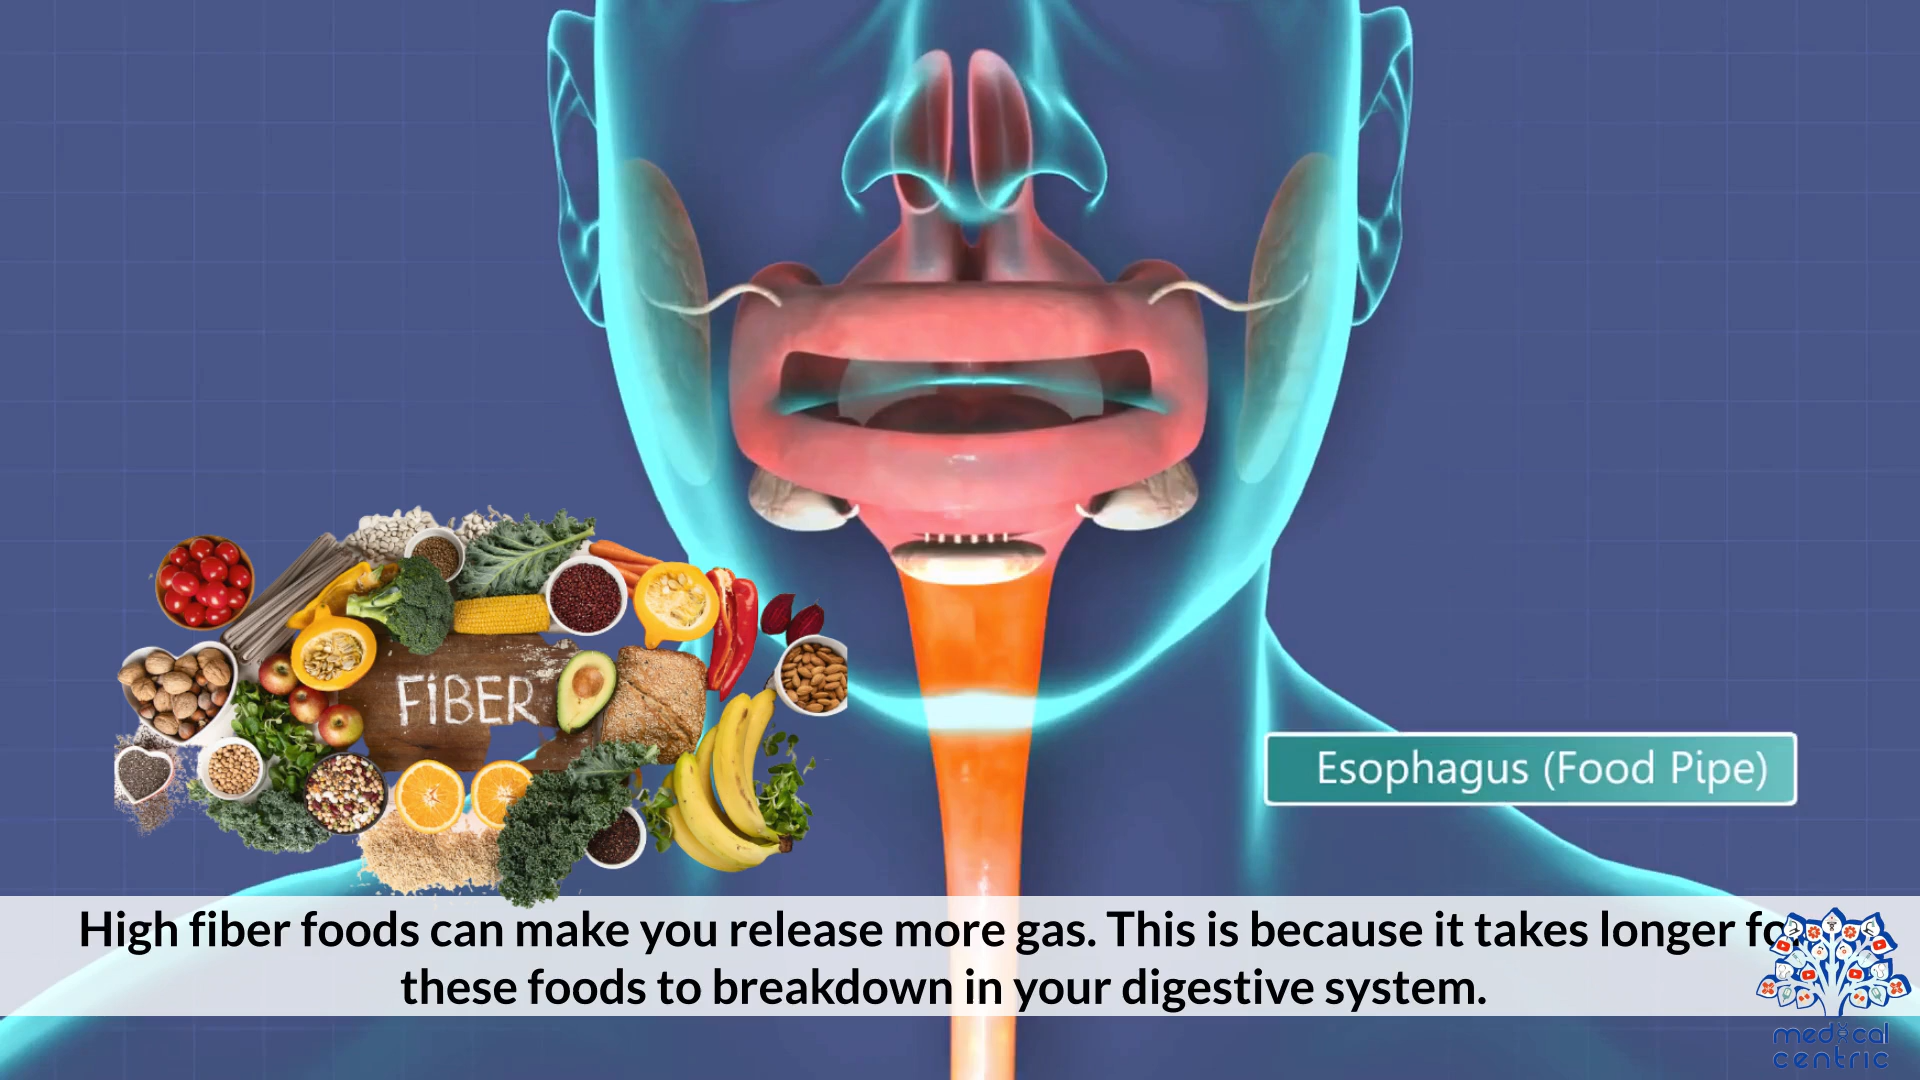 FiBER
Esophagus (Food Pipe)
High fiber foods can make you release more gas. This is because it takes longer for
these foods to breakdown in your digestive system.
medical
centric